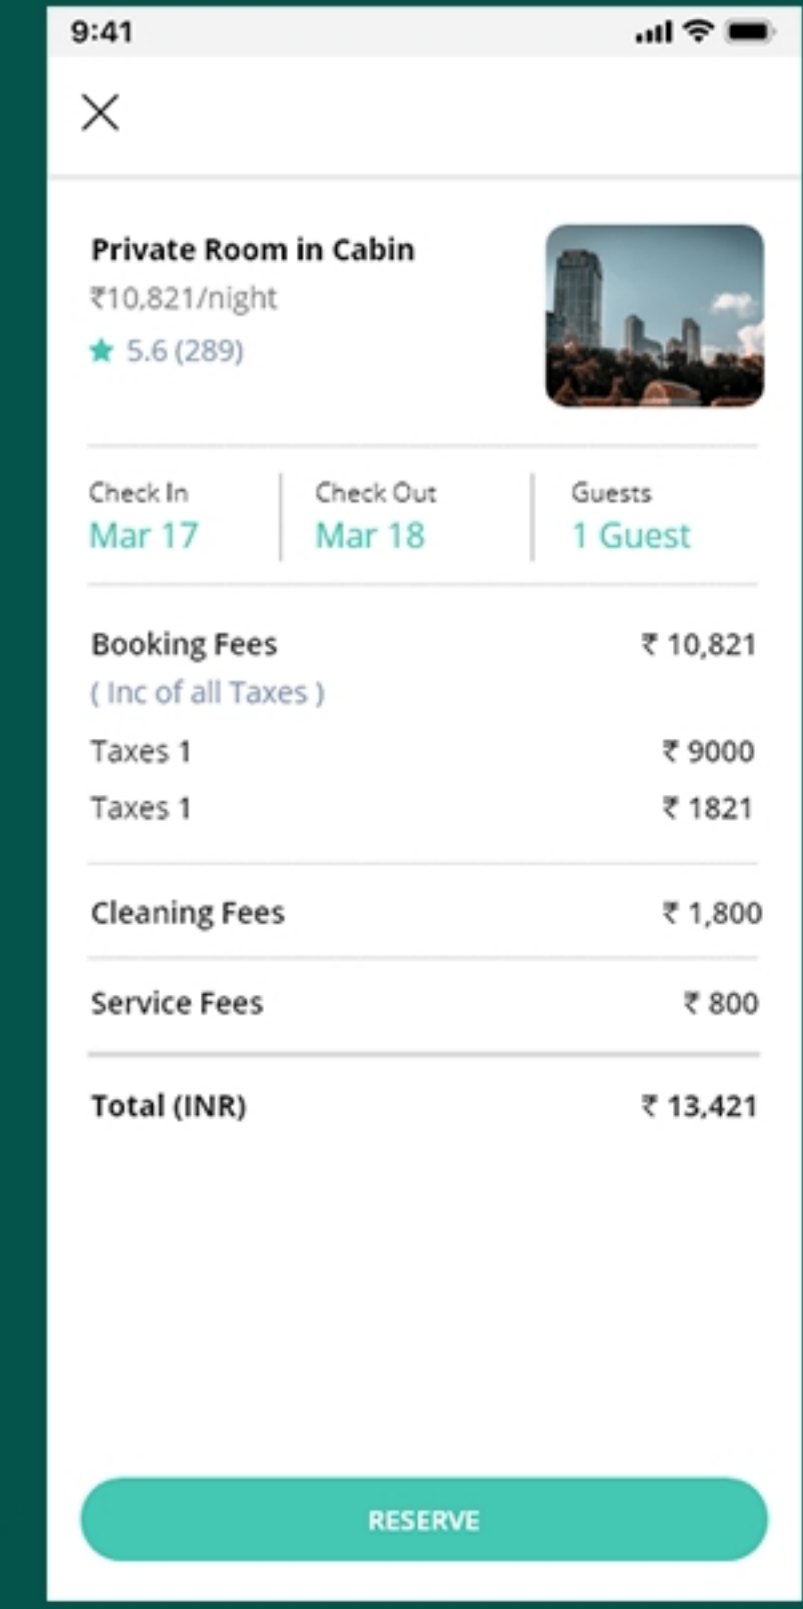 9:41
Private Room in Cabin
₹10,821/night
5.6 (289)
Check In Check Out Guests
Mar 17 Mar 18 1 Guest
Booking Fees ₹ 10,821
( Inc of all Taxes )
Taxes 1 ₹ 9000
Taxes 1 ₹ 1821
Cleaning Fees ₹ 1,800
Service Fees ₹ 800
Total (INR) ₹ 13,421
RESERVE